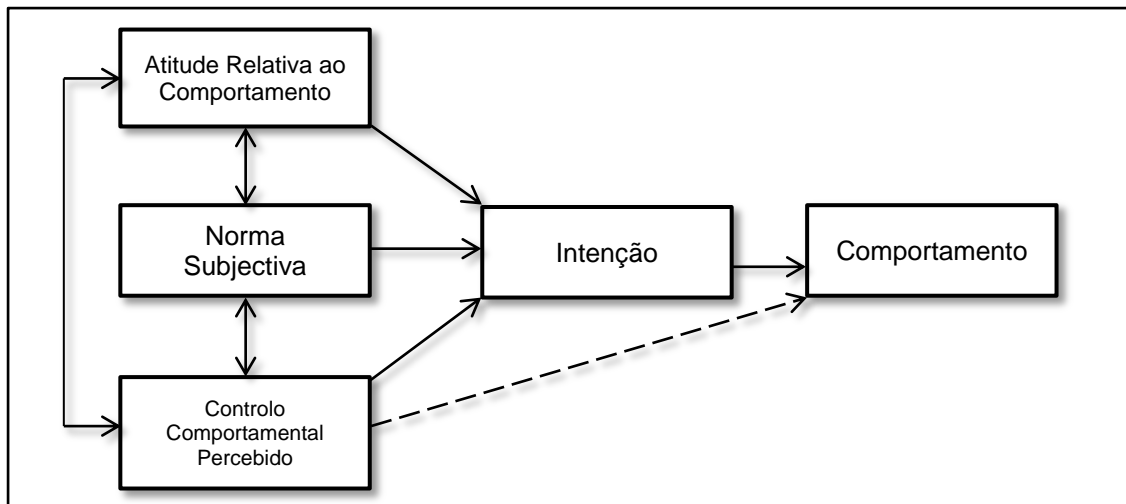 Atitude Relativa ao
Comportamento
Norma
Subjectiva
Controlo
Comportamental
Percebido
Intenção
Comportamento